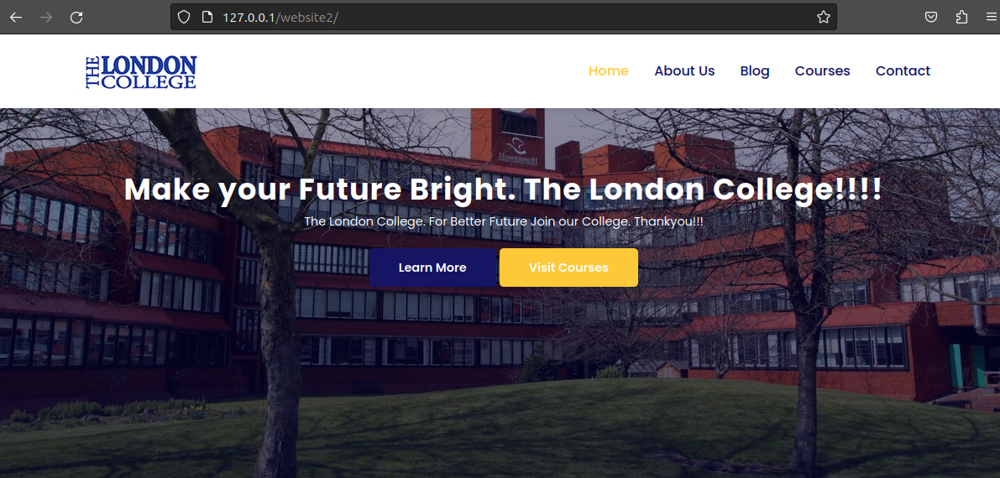 127.0.0.1/website2/
THE LONDON COLLEGE
Home About Us Blog Courses Contact
HAMMERSMITH
Make your Future Bright. The London College!!!!
The London College. For Better Future Join our College. Thankyou!!!
Learn More Visit Courses